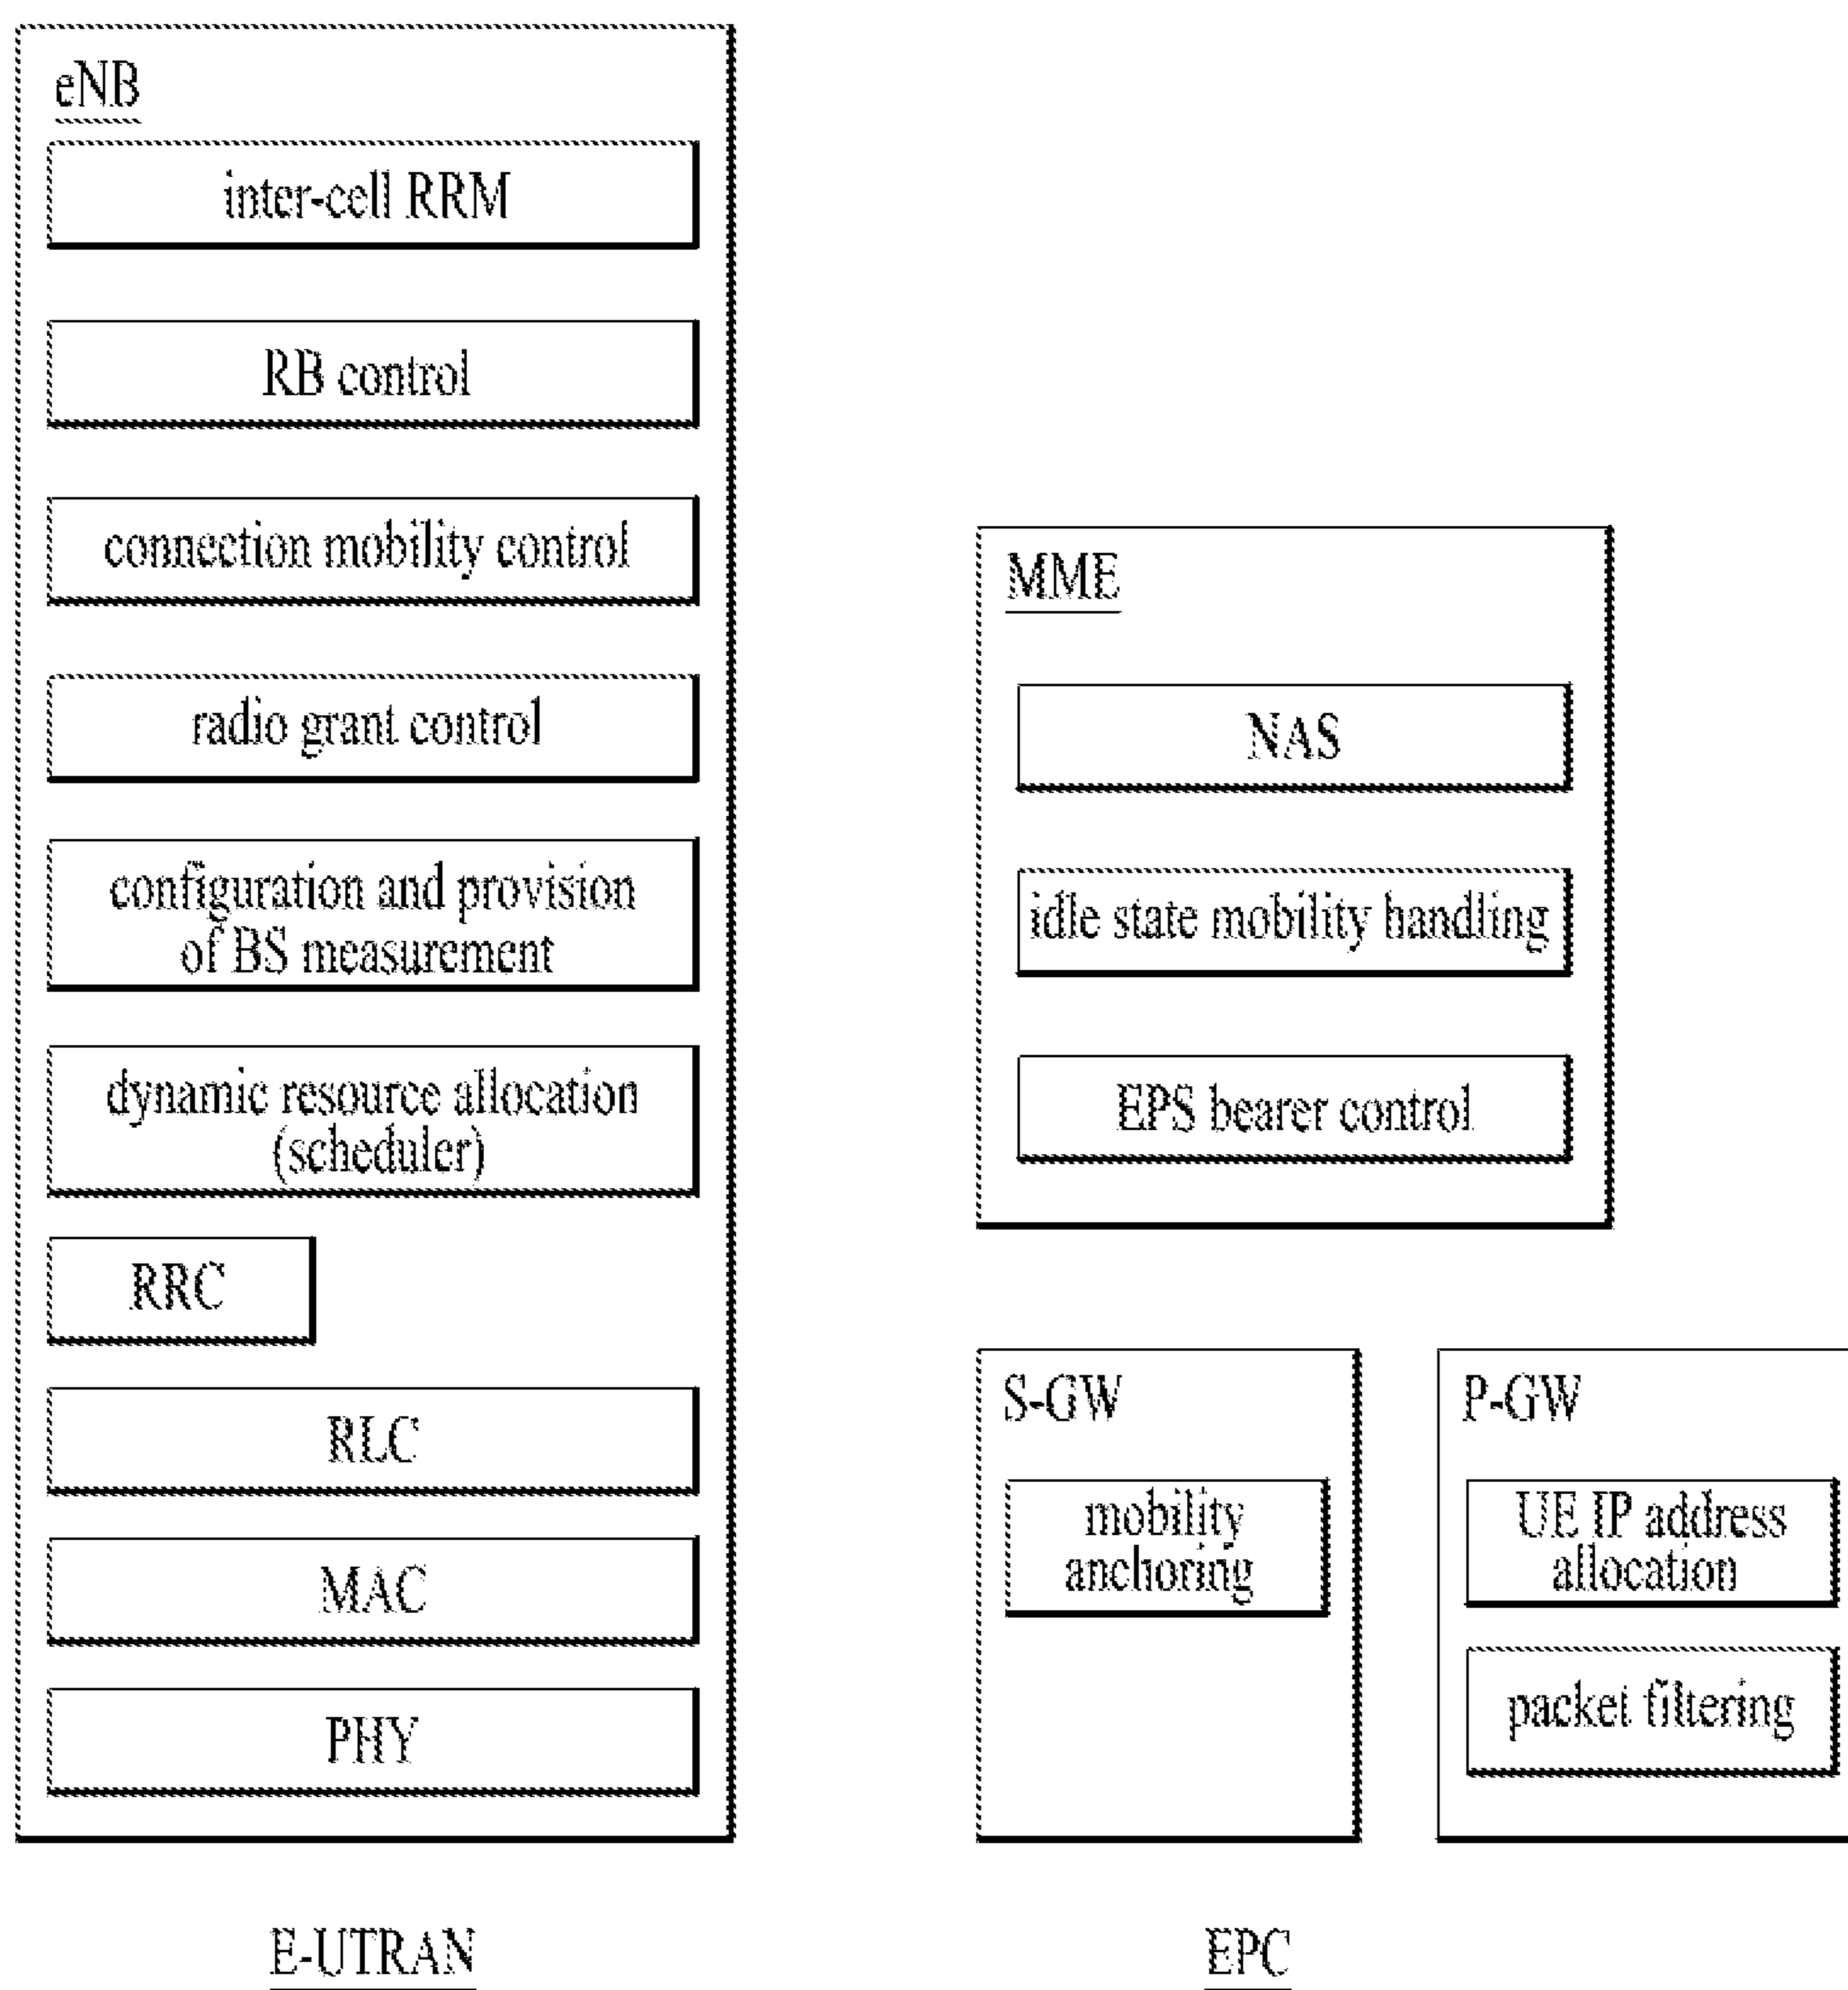 eNB
inter-cell RRM
RB control
connection mobility control
radio grant control
configuration and provision
of BS measurement
dynamic resource allocation
(scheduler)
RRC
RLC
MAC
PHY
E-UTRAN
MME
NAS
idle state mobility handling
EPS bearer control
S-GW
mobility
anchoring
P-GW
UE IP address
allocation
packet filtering
EPC